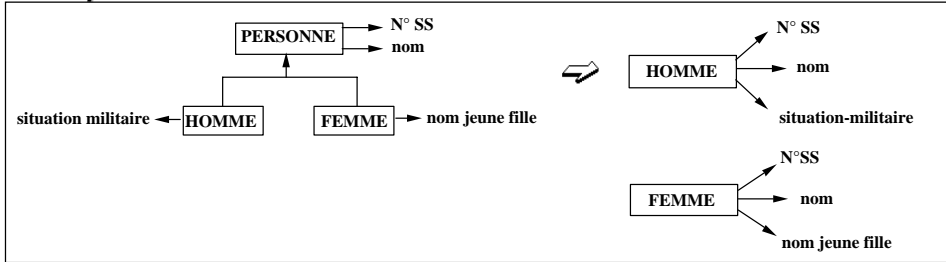 PERSONNE
N° SS
nom
situation militaire
HOMME
FEMME
nom jeune fille
HOMME
N° SS
nom
situation-militaire
FEMME
N°SS
nom
nom jeune fille